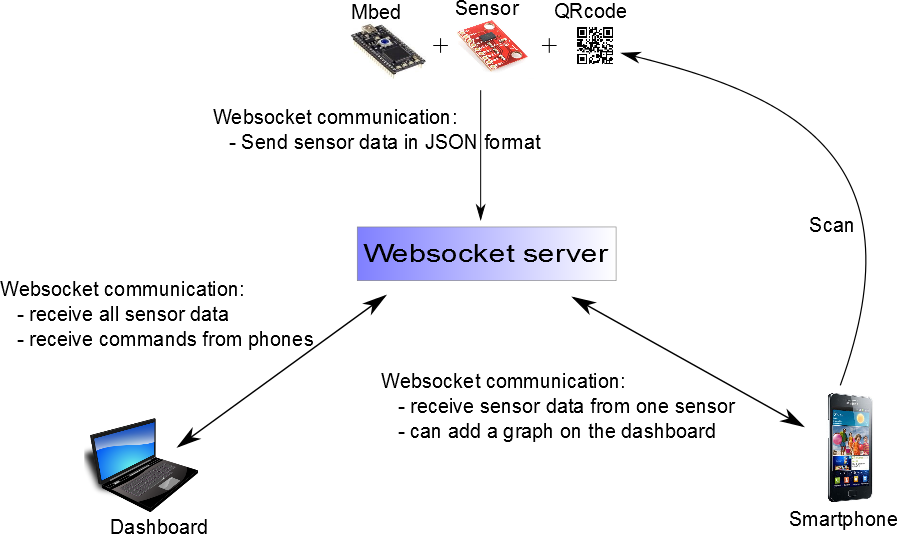 Mbed
Sensor
QRcode
+
+
Websocket communication:
- Send sensor data in JSON format
Scan
Websocket server
Websocket communication:
- receive all sensor data
- receive commands from phones
Websocket communication:
- receive sensor data from one sensor
- can add a graph on the dashboard
Dashboard
Smartphone